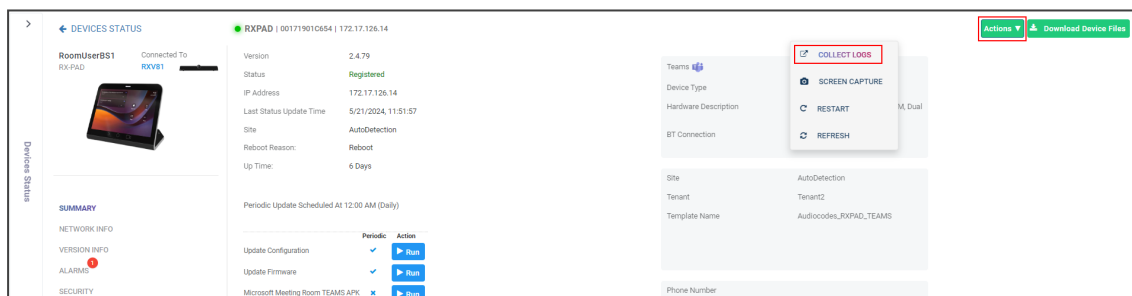 DEVICES STATUS
RXPAD | 00171901C654 | 172.17.126.14
Actions
Download Device Files
RoomUserBS1
RX-PAD
Connected To
RXV81
Version 2.4.79
Status Registered
IP Address 172.17.126.14
Last Status Update Time 5/21/2024, 11:51:57
Site AutoDetection
Reboot Reason: Reboot
Up Time: 6 Days
Periodic Update Scheduled At 12:00 AM (Daily)
Periodic Action
Update Configuration Run
Update Firmware Run
Microsoft Meeting Room TEAMS APK Run
Devices Status
SUMMARY
NETWORK INFO
VERSION INFO
ALARMS 1
SECURITY
COLLECT LOGS
SCREEN CAPTURE
RESTART
REFRESH
Teams
Device Type
Hardware Description M, Dual
BT Connection
Site AutoDetection
Tenant Tenant2
Template Name Audiocodes_RXPAD_TEAMS
Phone Number